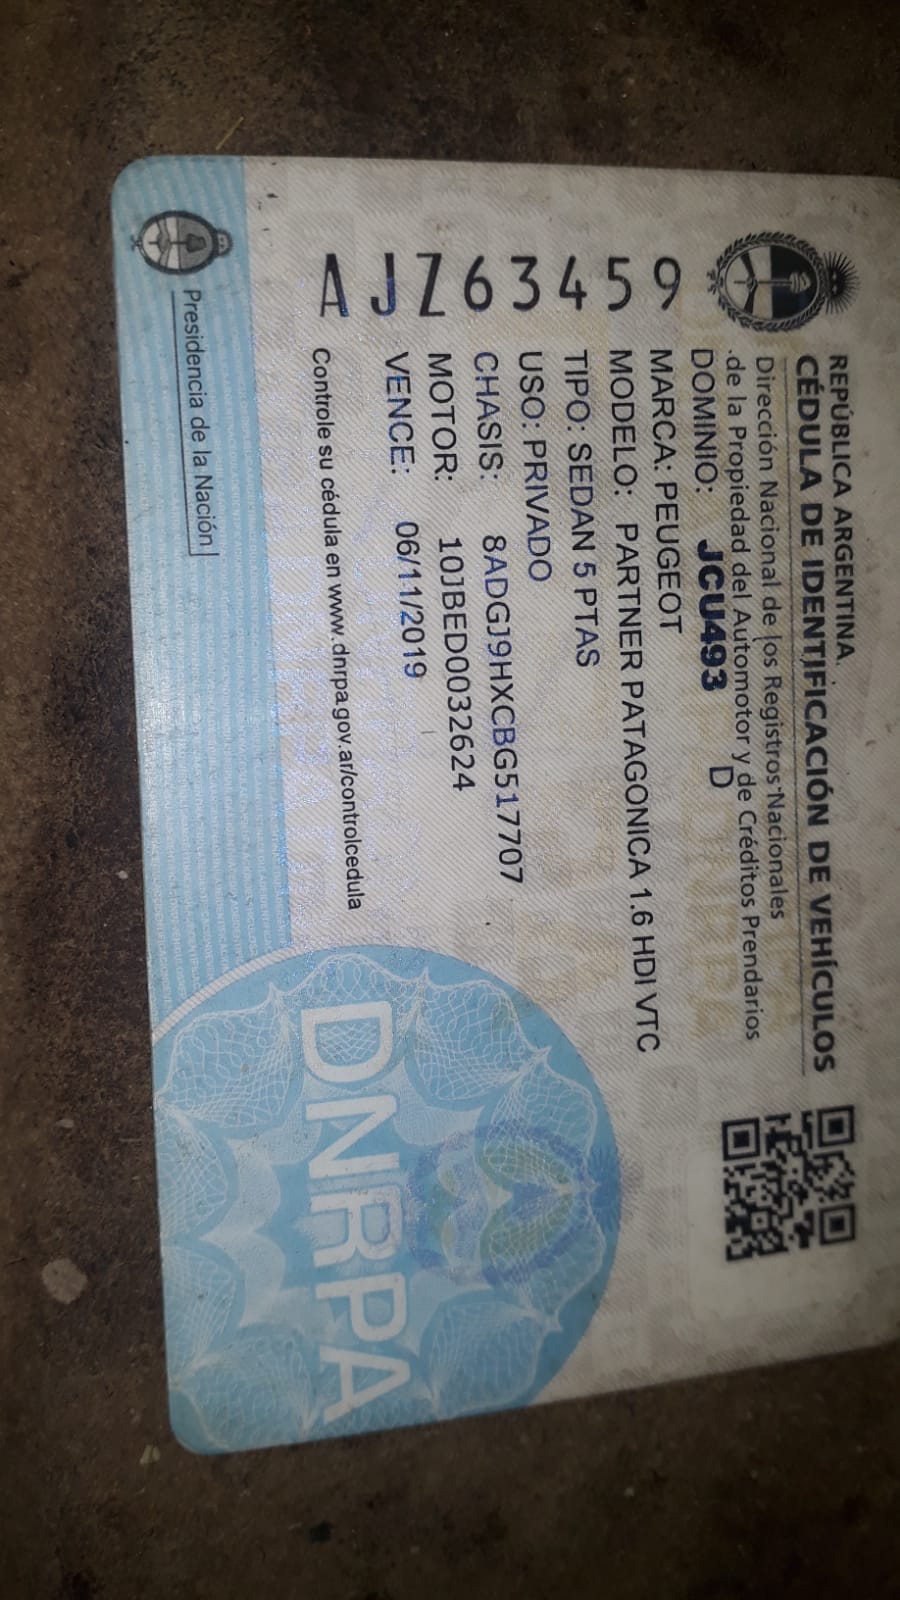 REPÚBLICA ARGENTINA
CÉDULA DE IDENTIFICACIÓN DE VEHÍCULOS
Dirección Nacional de los Registros Nacionales
de la Propiedad del Automotor y de Créditos Prendarios
DOMINIO: JCU493 D
MARCA: PEUGEOT
MODELO: PARTNER PATAGONICA 1.6 HDI VTC
TIPO: SEDAN 5 PTAS
USO: PRIVADO
CHASIS: 8ADGJ9HXCBG517707
MOTOR: 10JBED0032624
VENCE: 06/11/2019
Controle su cédula en www.dnrpa.gov.ar/controlcedula
AJZ63459
Presidencia de la Nación
DNRPA